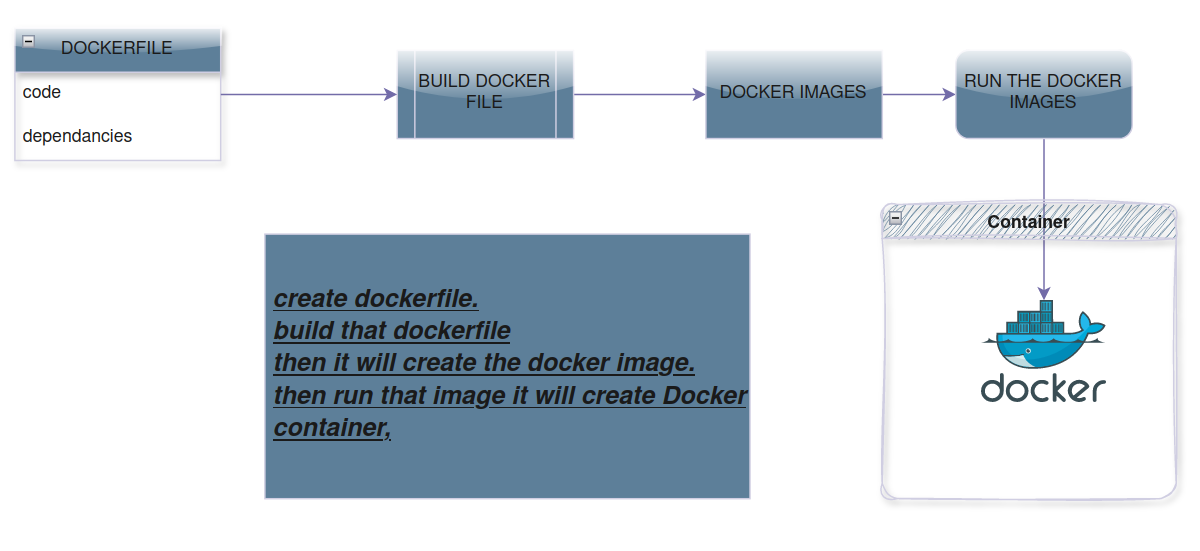 DOCKERFILE
code
dependancies
BUILD DOCKER
FILE
DOCKER IMAGES
RUN THE DOCKER
IMAGES
Container
docker
create dockerfile.
build that dockerfile
then it will create the docker image.
then run that image it will create Docker
container,